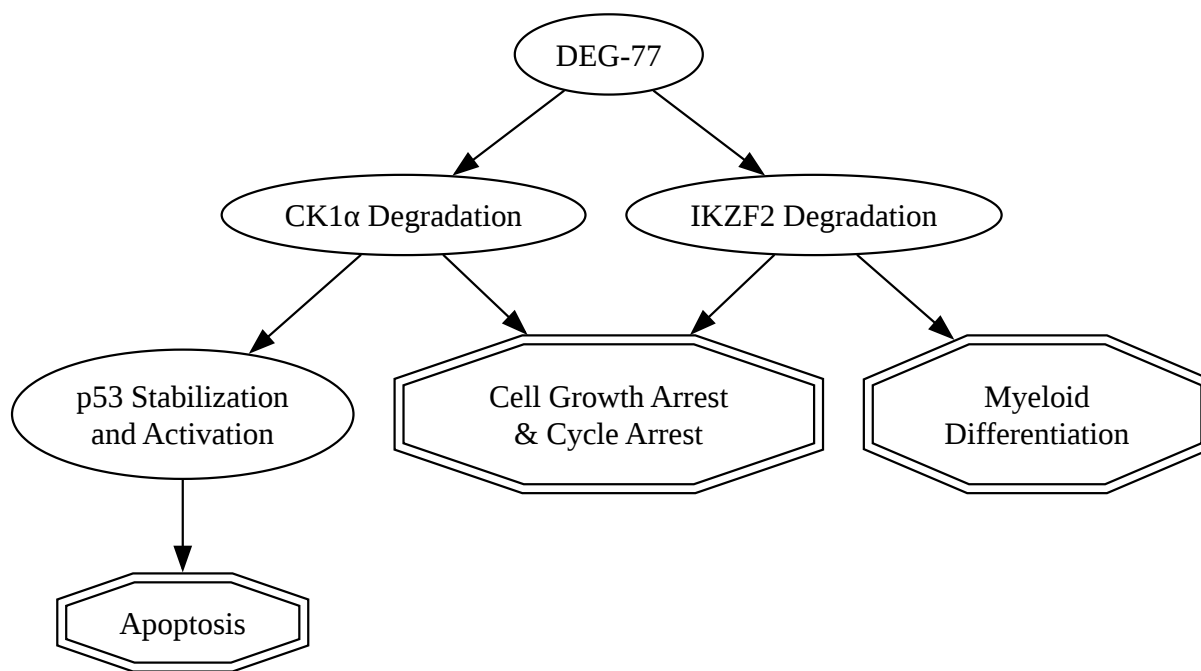 DEG-77
CK1α Degradation
IKZF2 Degradation
p53 Stabilization
and Activation
Cell Growth Arrest
& Cycle Arrest
Myeloid
Differentiation
Apoptosis